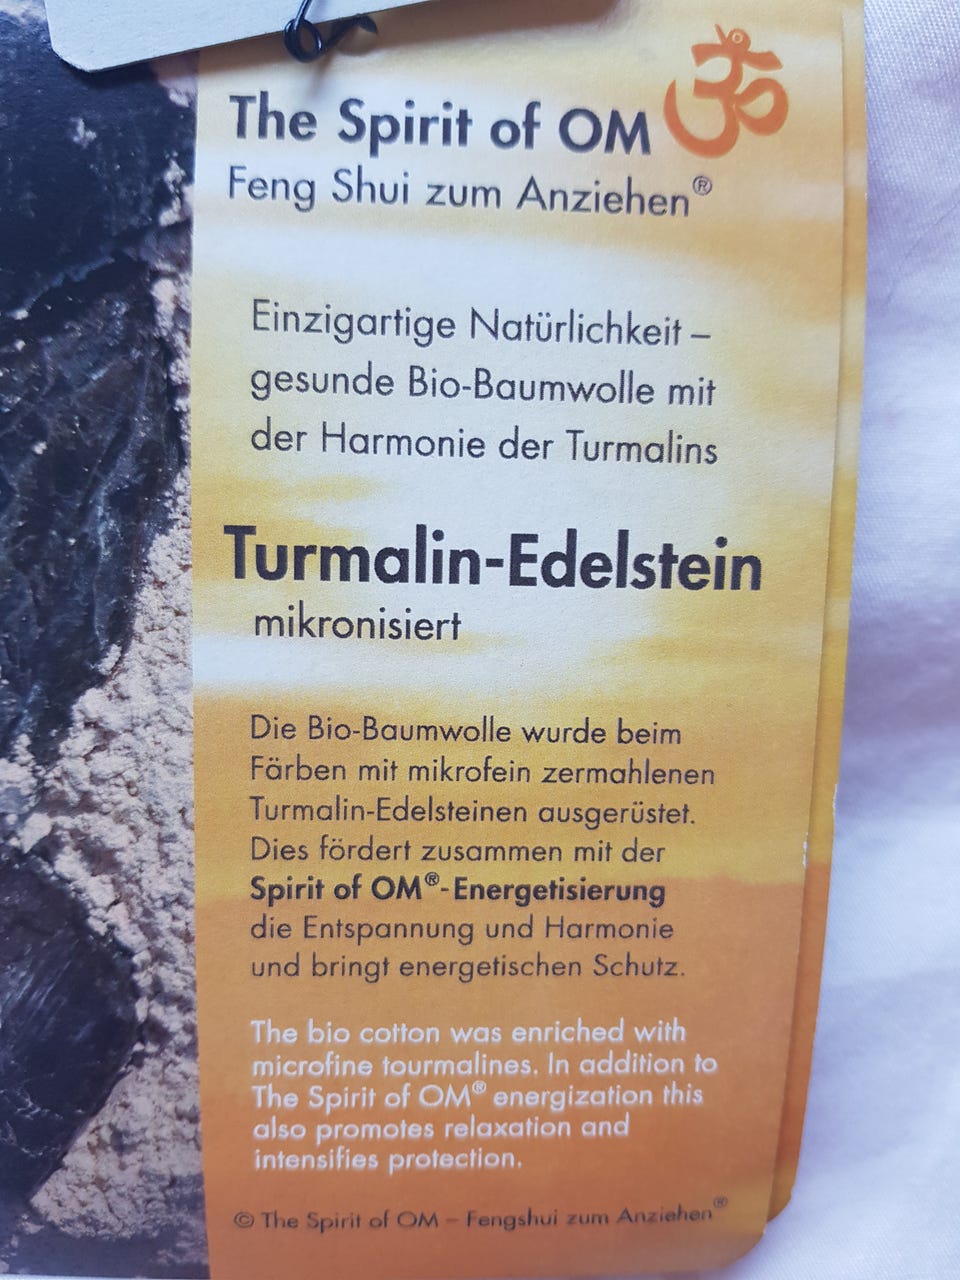 The Spirit of OM
Feng Shui zum Anziehen®
Einzigartige Natürlichkeit –
gesunde Bio-Baumwolle mit
der Harmonie der Turmalins
Turmalin-Edelstein
mikronisiert
Die Bio-Baumwolle wurde beim
Färben mit mikrofein zermahlenen
Turmalin-Edelsteinen ausgerüstet.
Dies fördert zusammen mit der
Spirit of OM®-Energetisierung
die Entspannung und Harmonie
und bringt energetischen Schutz.
The bio cotton was enriched with
microfine tourmalines. In addition to
The Spirit of OM® energization this
also promotes relaxation and
intensifies protection.
© The Spirit of OM – Fengshui zum Anziehen®